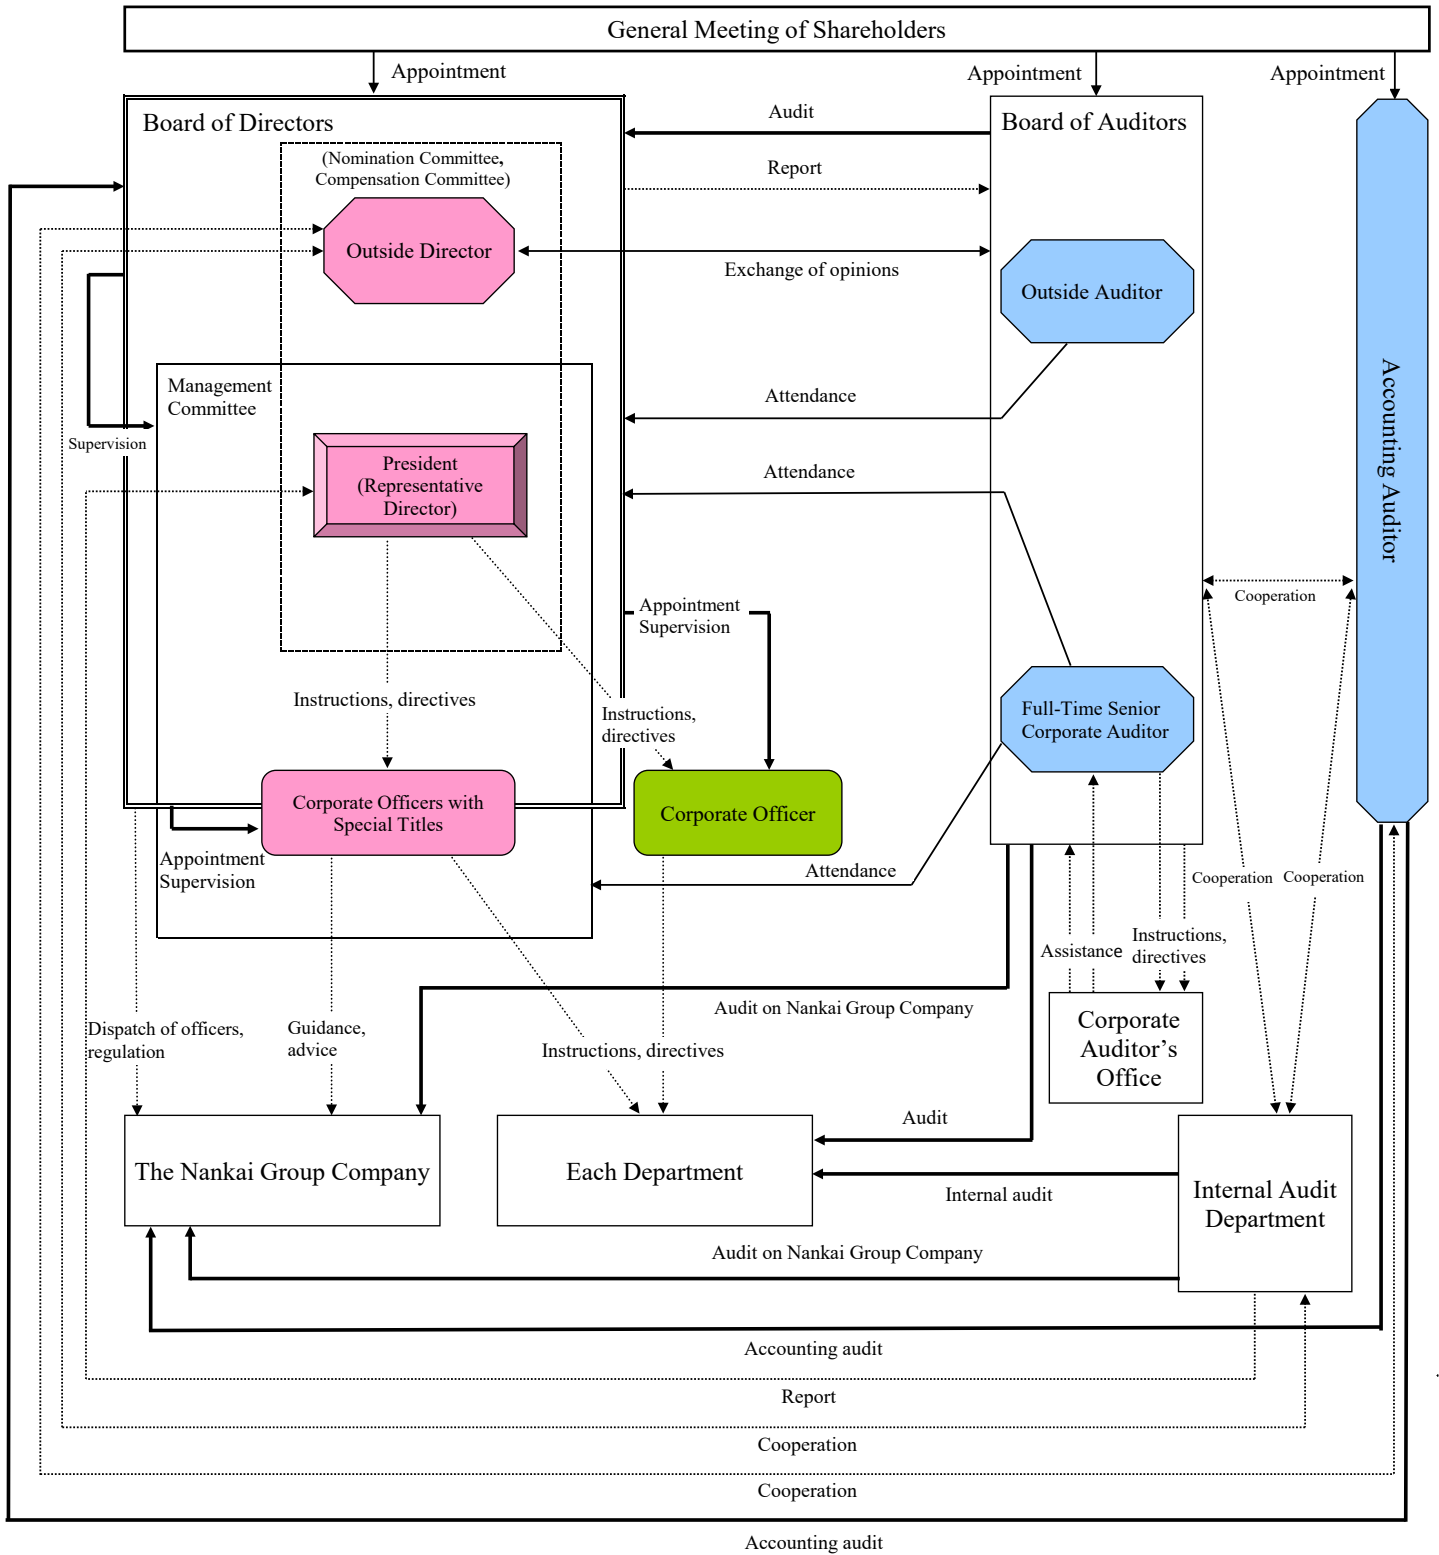 General Meeting of Shareholders
Appointment
Appointment
Appointment
Board of Directors
Audit
Board of Auditors
(Nomination Committee,
Compensation Committee)
Report
Outside Director
Exchange of opinions
Outside Auditor
Management
Committee
Attendance
Supervision
President
(Representative
Director)
Attendance
Accounting Auditor
Cooperation
Appointment
Supervision
Instructions, directives
Instructions,
directives
Full-Time Senior
Corporate Auditor
Corporate Officers with
Special Titles
Corporate Officer
Appointment
Supervision
Attendance
Cooperation
Cooperation
Assistance
Instructions,
directives
Audit on Nankai Group Company
Dispatch of officers,
regulation
Guidance,
advice
Instructions, directives
Corporate
Auditor’s
Office
Audit
The Nankai Group Company
Each Department
Internal audit
Internal Audit
Department
Audit on Nankai Group Company
Accounting audit
Report
Cooperation
Cooperation
Accounting audit